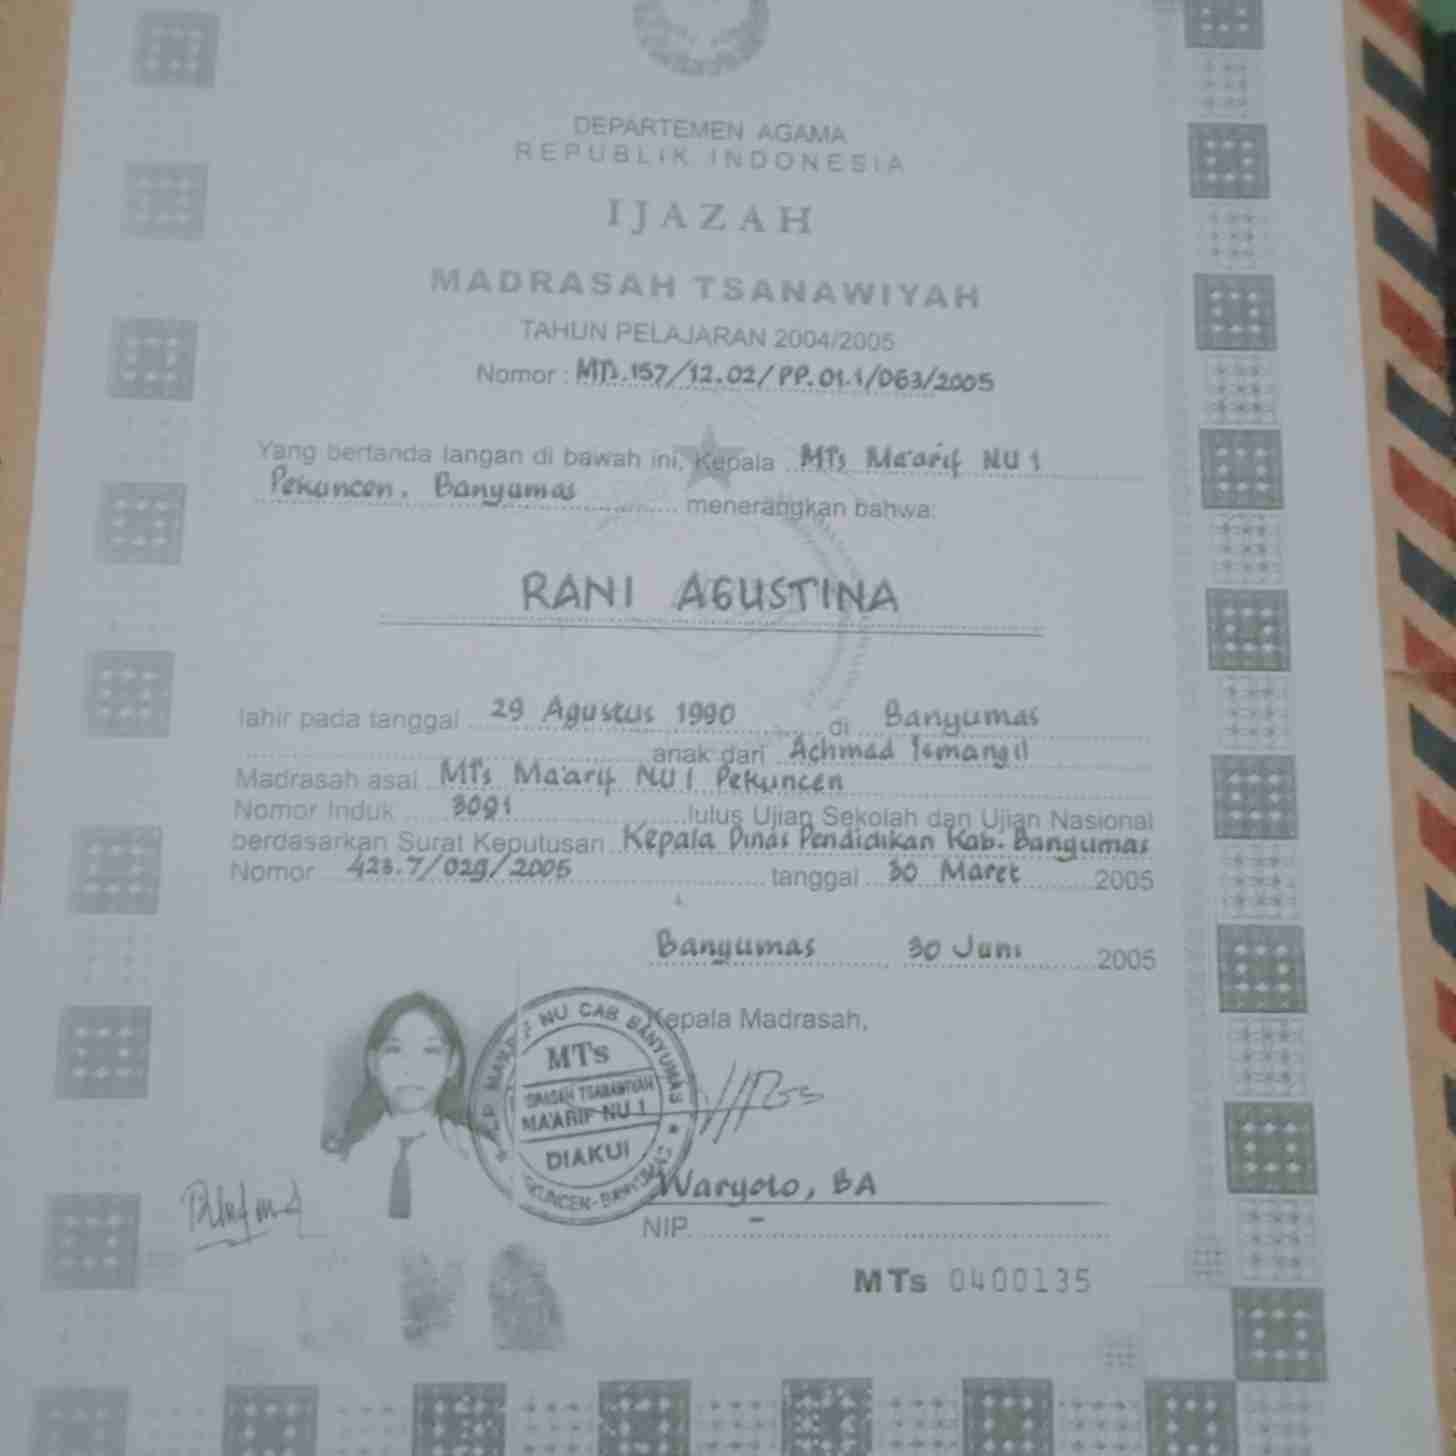 DEPARTEMEN AGAMA
REPUBLIK INDONESIA
IJAZAH
MADRASAH TSANAWIYAH
TAHUN PELAJARAN 2004/2005
Nomor : MTs.157/12.02/PP.01.1/063/2005
Yang bertanda tangan di bawah ini, Kepala MTs Ma'arif NU 1
Pekuncen, Banyumas menerangkan bahwa:
RANI AGUSTINA
lahir pada tanggal 29 Agustus 1990 di Banyumas
anak dari Achmad Ismangil
Madrasah asal MTs Ma'arif NU 1 Pekuncen
Nomor Induk 3091 lulus Ujian Sekolah dan Ujian Nasional
berdasarkan Surat Keputusan Kepala Dinas Pendidikan Kab. Banyumas
Nomor 423.7/029/2005 tanggal 30 Maret 2005
Banyumas 30 Juni 2005
Kepala Madrasah,
NU CAB BANYUMAS
MTs
TSANAWIYAH
MA'ARIF NU 1
DIAKUI
Waryoto, BA
NIP. -
MTs 0400135